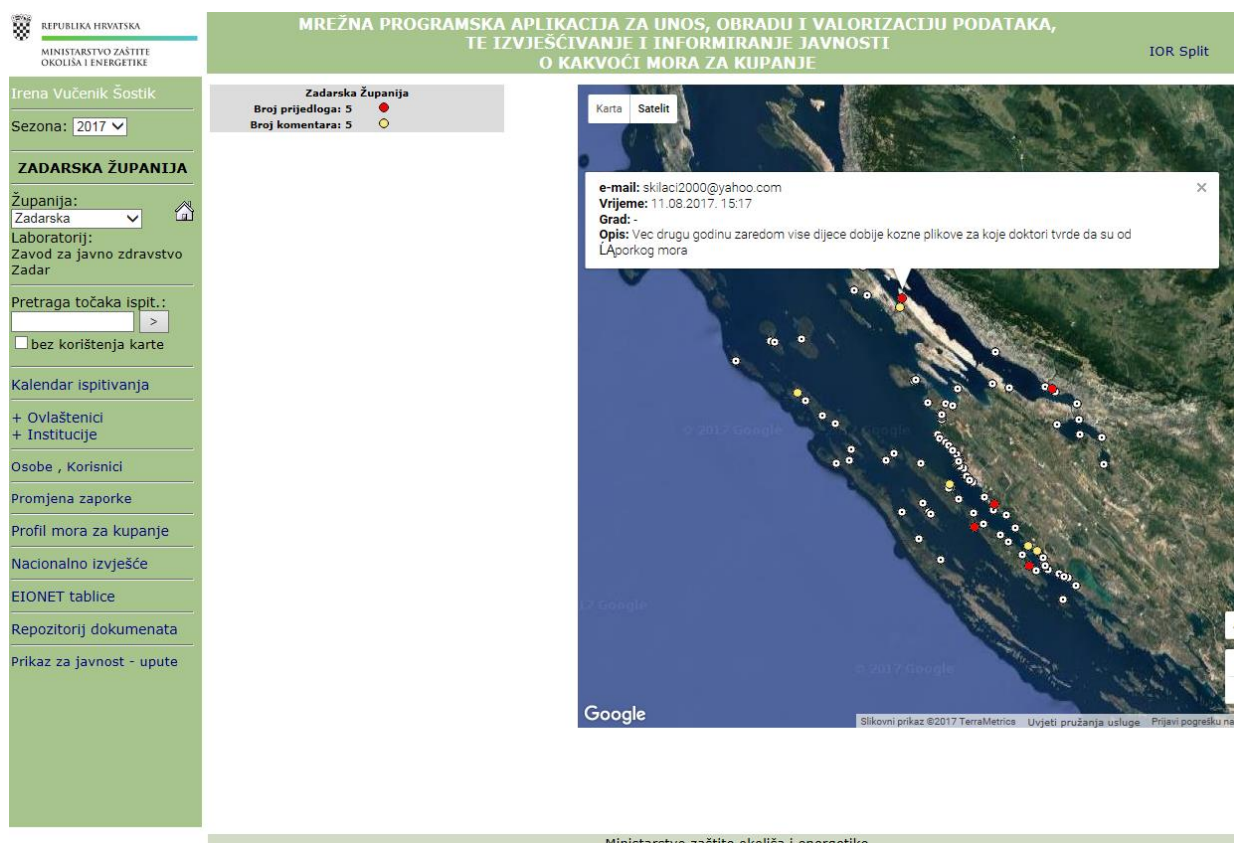 REPUBLIKA HRVATSKA
MINISTARSTVO ZAŠTITE
OKOLIŠA I ENERGETIKE
MREŽNA PROGRAMSKA APLIKACIJA ZA UNOS, OBRADU I VALORIZACIJU PODATAKA,
TE IZVJEŠĆIVANJE I INFORMIRANJE JAVNOSTI
O KAKVOĆI MORA ZA KUPANJE
IOR Split
Irena Vučenik Šostik
Sezona: 2017
ZADARSKA ŽUPANIJA
Županija:
Zadarska
Laboratorij:
Zavod za javno zdravstvo
Zadar
Pretraga točaka ispit.:
>
bez korištenja karte
Kalendar ispitivanja
+ Ovlaštenici
+ Institucije
Osobe , Korisnici
Promjena zaporke
Profil mora za kupanje
Nacionalno izvješće
EIONET tablice
Repozitorij dokumenata
Prikaz za javnost - upute
Zadarska Županija
Broj prijedloga: 5
Broj komentara: 5
Karta Satelit
e-mail: skilaci2000@yahoo.com
Vrijeme: 11.08.2017. 15:17
Grad: -
Opis: Vec drugu godinu zaredom vise dijece dobije kozne plikove za koje doktori tvrde da su od
ĹĄporkog mora
© 2017 Google
Google
© 2017 Google
Google
Slikovni prikaz ©2017 TerraMetrics Uvjeti pružanja usluge Prijavi pogrešku na
Ministarstvo zaštite okoliša i energetike